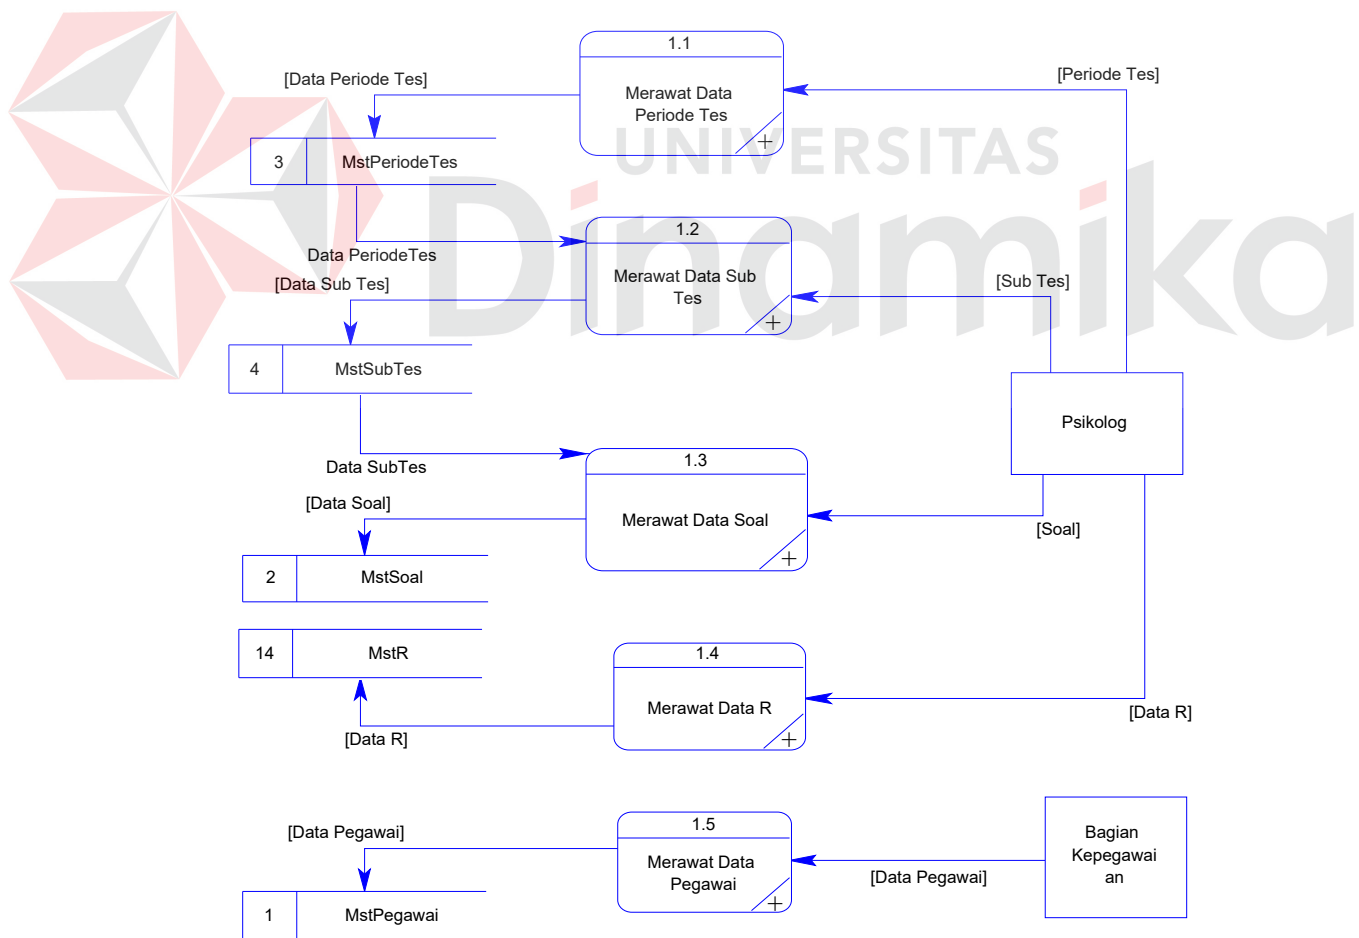 1.1
[Data Periode Tes]
[Periode Tes]
Merawat Data
Periode Tes
UNIVERSITAS
3
MstPeriodeTes
Dinamika
1.2
Data PeriodeTes
Merawat Data Sub
Tes
[Data Sub Tes]
[Sub Tes]
4
MstSubTes
Psikolog
1.3
Data SubTes
[Data Soal]
Merawat Data Soal
[Soal]
2
MstSoal
14
MstR
1.4
Merawat Data R
[Data R]
[Data R]
1.5
[Data Pegawai]
Merawat Data
Pegawai
[Data Pegawai]
Bagian
Kepegawai
an
1
MstPegawai